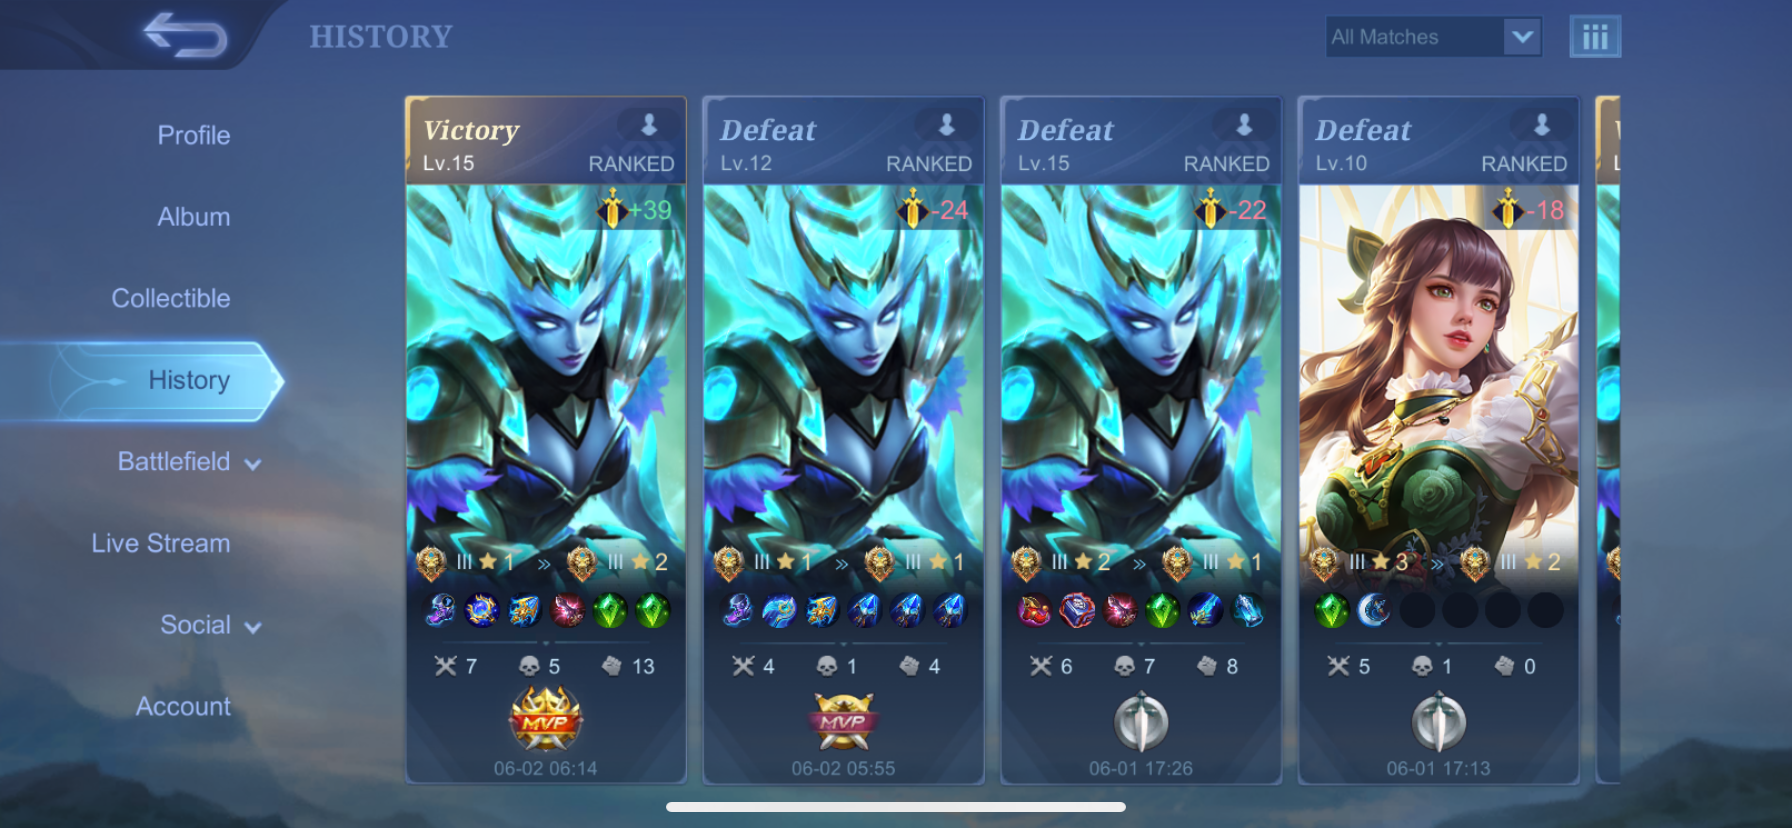 HISTORY
All Matches
Profile
Album
Collectible
History
Battlefield
Live Stream
Social
Account
Victory
Lv.15 RANKED
+39
III 1 » III 2
7 5 13
MVP
06-02 06:14
Defeat
Lv.12 RANKED
-24
III 1 » III 1
4 1 4
MVP
06-02 05:55
Defeat
Lv.15 RANKED
-22
III 2 » III 1
6 7 8
06-01 17:26
Defeat
Lv.10 RANKED
-18
III 3 » III 2
5 1 0
06-01 17:13